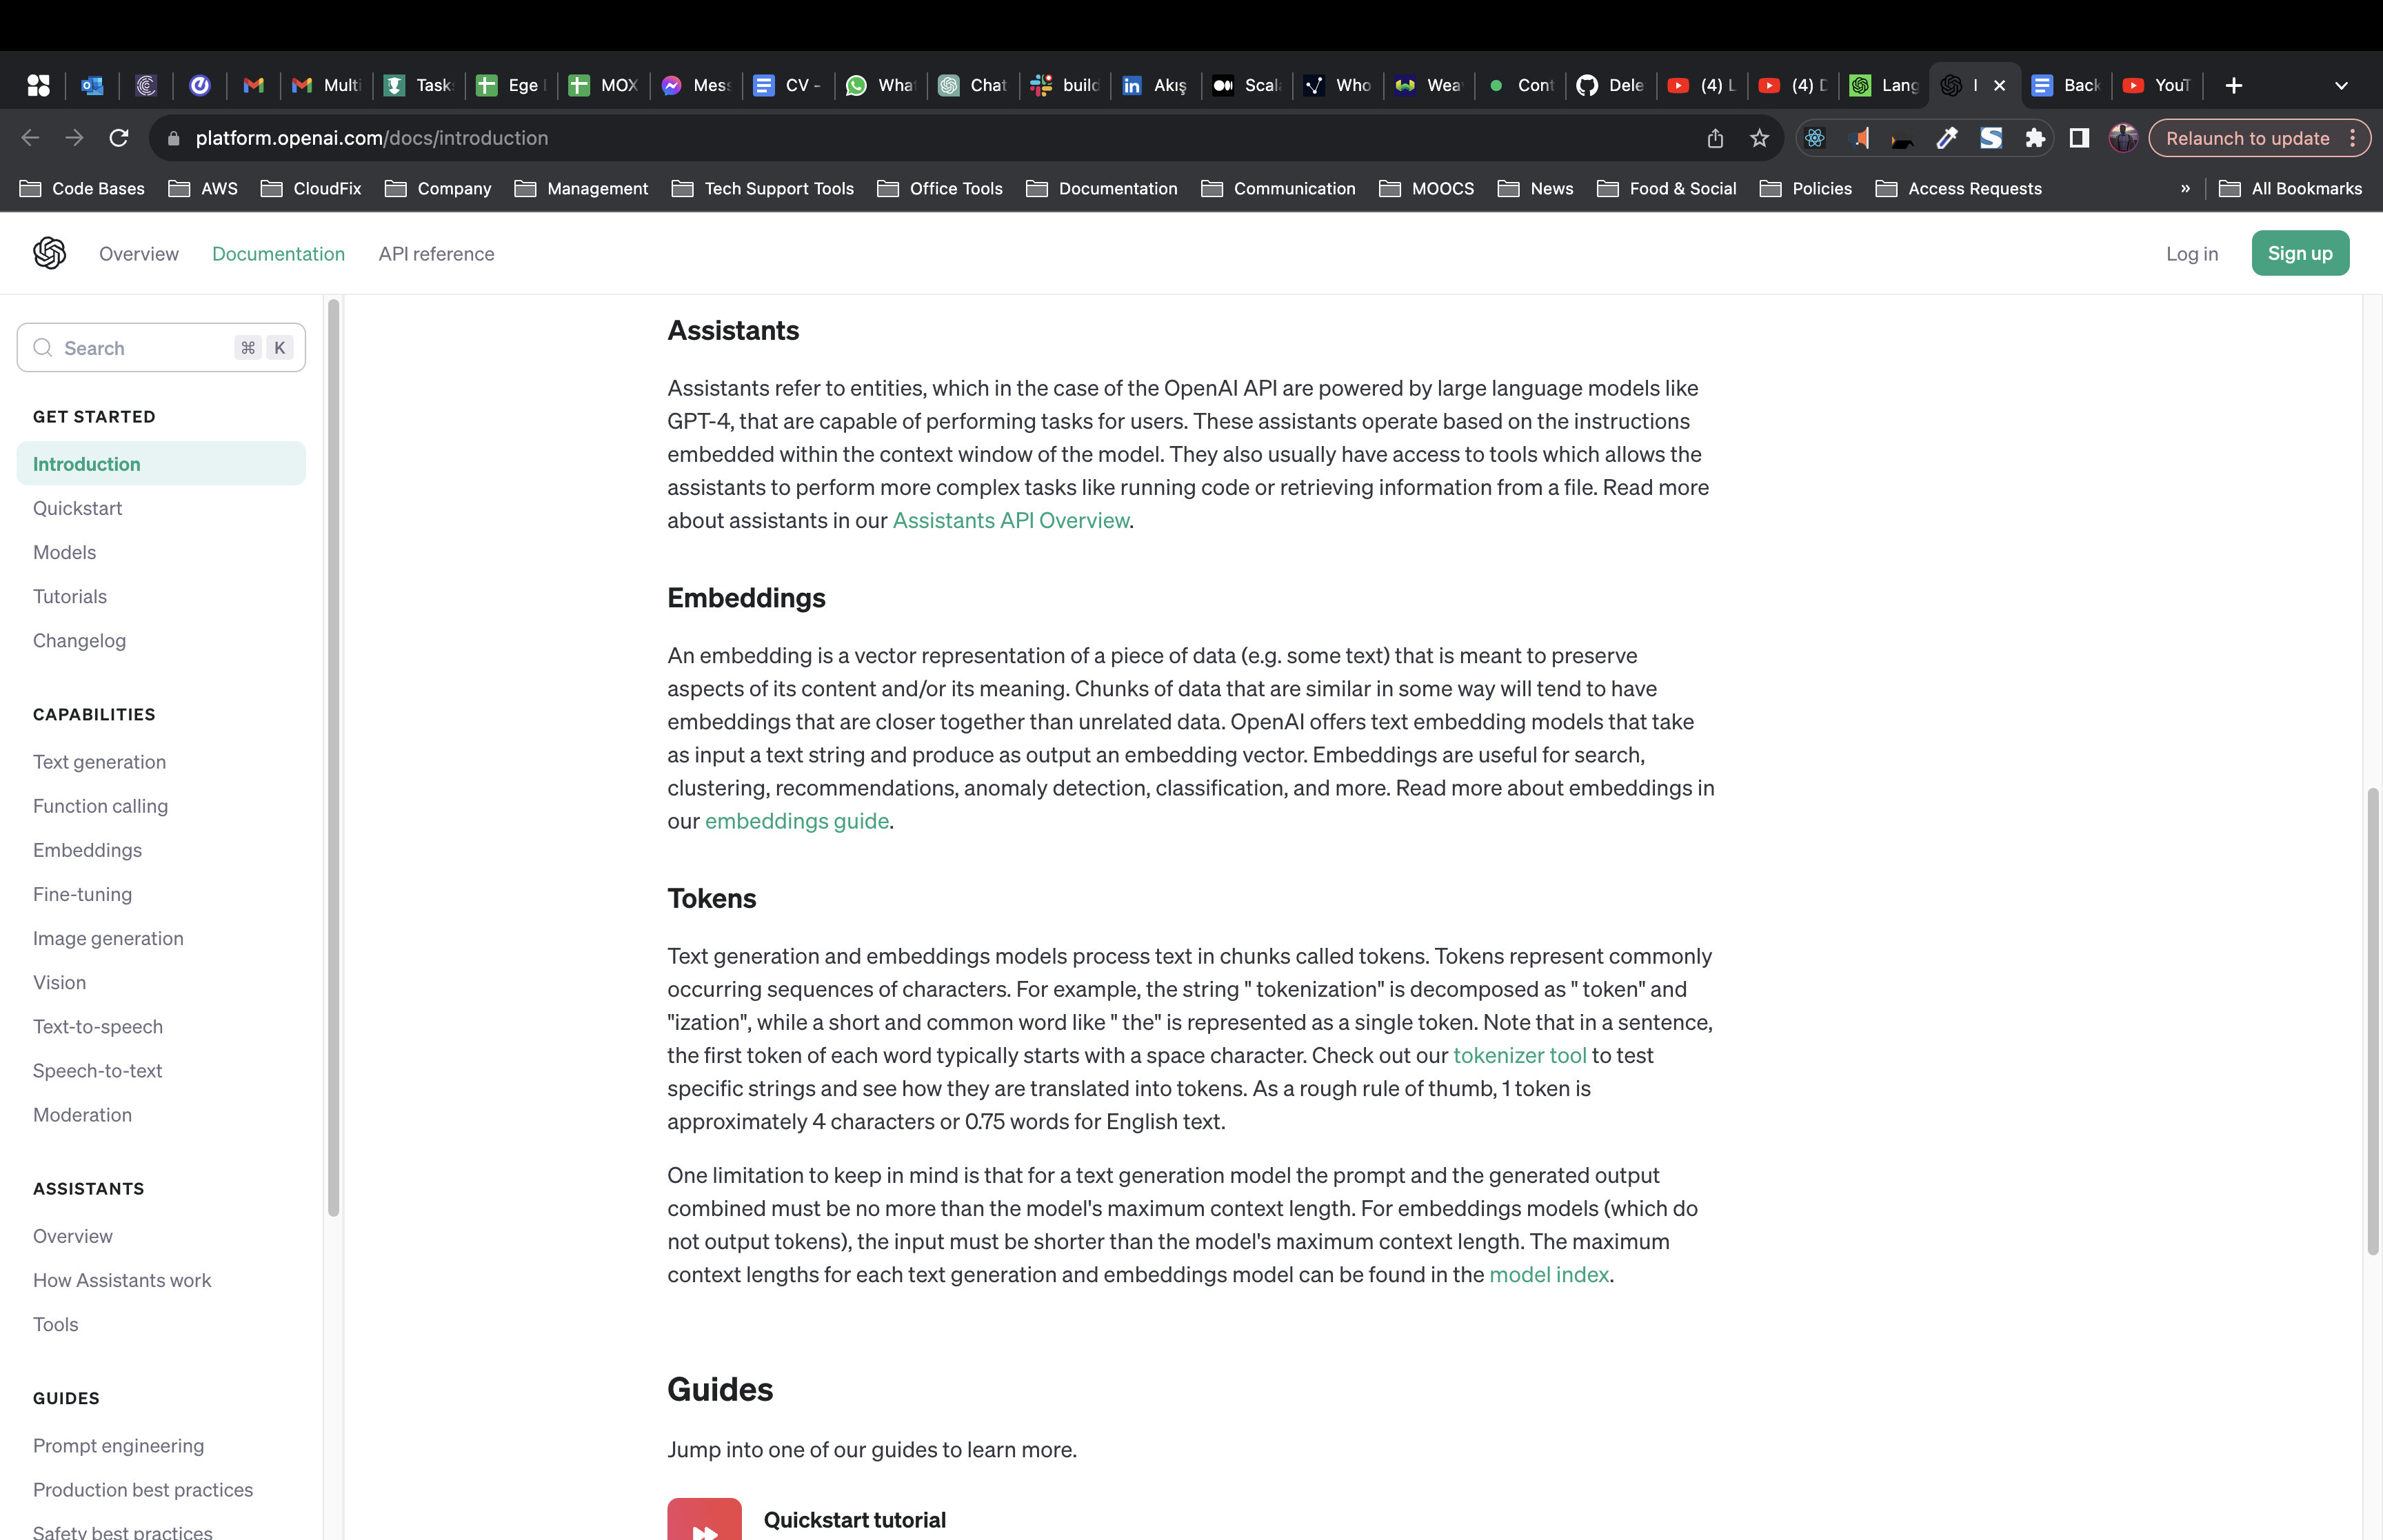 Multi
Task
Ege
MOX
Mess
CV -
What
Chat
build
Akış
Scal
Who
Wea
Cont
Dele
(4) L
(4) D
Lang
I
Back
YouT
platform.openai.com/docs/introduction
Relaunch to update
Code Bases
AWS
CloudFix
Company
Management
Tech Support Tools
Office Tools
Documentation
Communication
MOOCS
News
Food & Social
Policies
Access Requests
»
All Bookmarks
Overview
Documentation
API reference
Log in
Sign up
Search
⌘ K
GET STARTED
Introduction
Quickstart
Models
Tutorials
Changelog
CAPABILITIES
Text generation
Function calling
Embeddings
Fine-tuning
Image generation
Vision
Text-to-speech
Speech-to-text
Moderation
ASSISTANTS
Overview
How Assistants work
Tools
GUIDES
Prompt engineering
Production best practices
Safety best practices
Assistants
Assistants refer to entities, which in the case of the OpenAI API are powered by large language models like
GPT-4, that are capable of performing tasks for users. These assistants operate based on the instructions
embedded within the context window of the model. They also usually have access to tools which allows the
assistants to perform more complex tasks like running code or retrieving information from a file. Read more
about assistants in our Assistants API Overview.
Embeddings
An embedding is a vector representation of a piece of data (e.g. some text) that is meant to preserve
aspects of its content and/or its meaning. Chunks of data that are similar in some way will tend to have
embeddings that are closer together than unrelated data. OpenAI offers text embedding models that take
as input a text string and produce as output an embedding vector. Embeddings are useful for search,
clustering, recommendations, anomaly detection, classification, and more. Read more about embeddings in
our embeddings guide.
Tokens
Text generation and embeddings models process text in chunks called tokens. Tokens represent commonly
occurring sequences of characters. For example, the string " tokenization" is decomposed as " token" and
"ization", while a short and common word like " the" is represented as a single token. Note that in a sentence,
the first token of each word typically starts with a space character. Check out our tokenizer tool to test
specific strings and see how they are translated into tokens. As a rough rule of thumb, 1 token is
approximately 4 characters or 0.75 words for English text.
One limitation to keep in mind is that for a text generation model the prompt and the generated output
combined must be no more than the model's maximum context length. For embeddings models (which do
not output tokens), the input must be shorter than the model's maximum context length. The maximum
context lengths for each text generation and embeddings model can be found in the model index.
Guides
Jump into one of our guides to learn more.
Quickstart tutorial